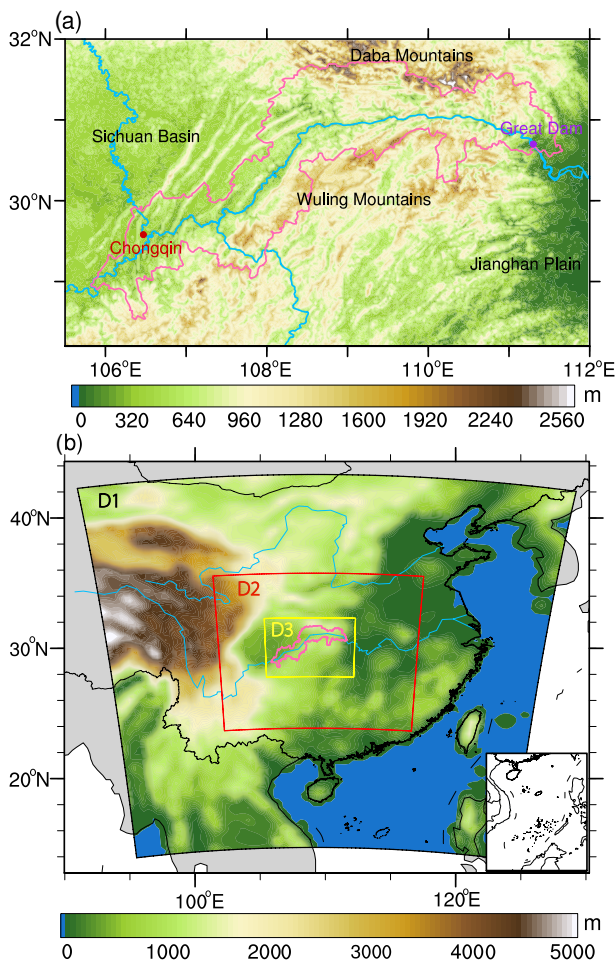 (a)
32°N
Daba Mountains
Sichuan Basin
Great Dam
30°N
Wuling Mountains
Chongqin
Jianghan Plain
106°E 108°E 110°E 112°E
0 320 640 960 1280 1600 1920 2240 2560 m
(b)
D1
40°N
D2
D3
30°N
20°N
100°E 120°E
0 1000 2000 3000 4000 5000 m